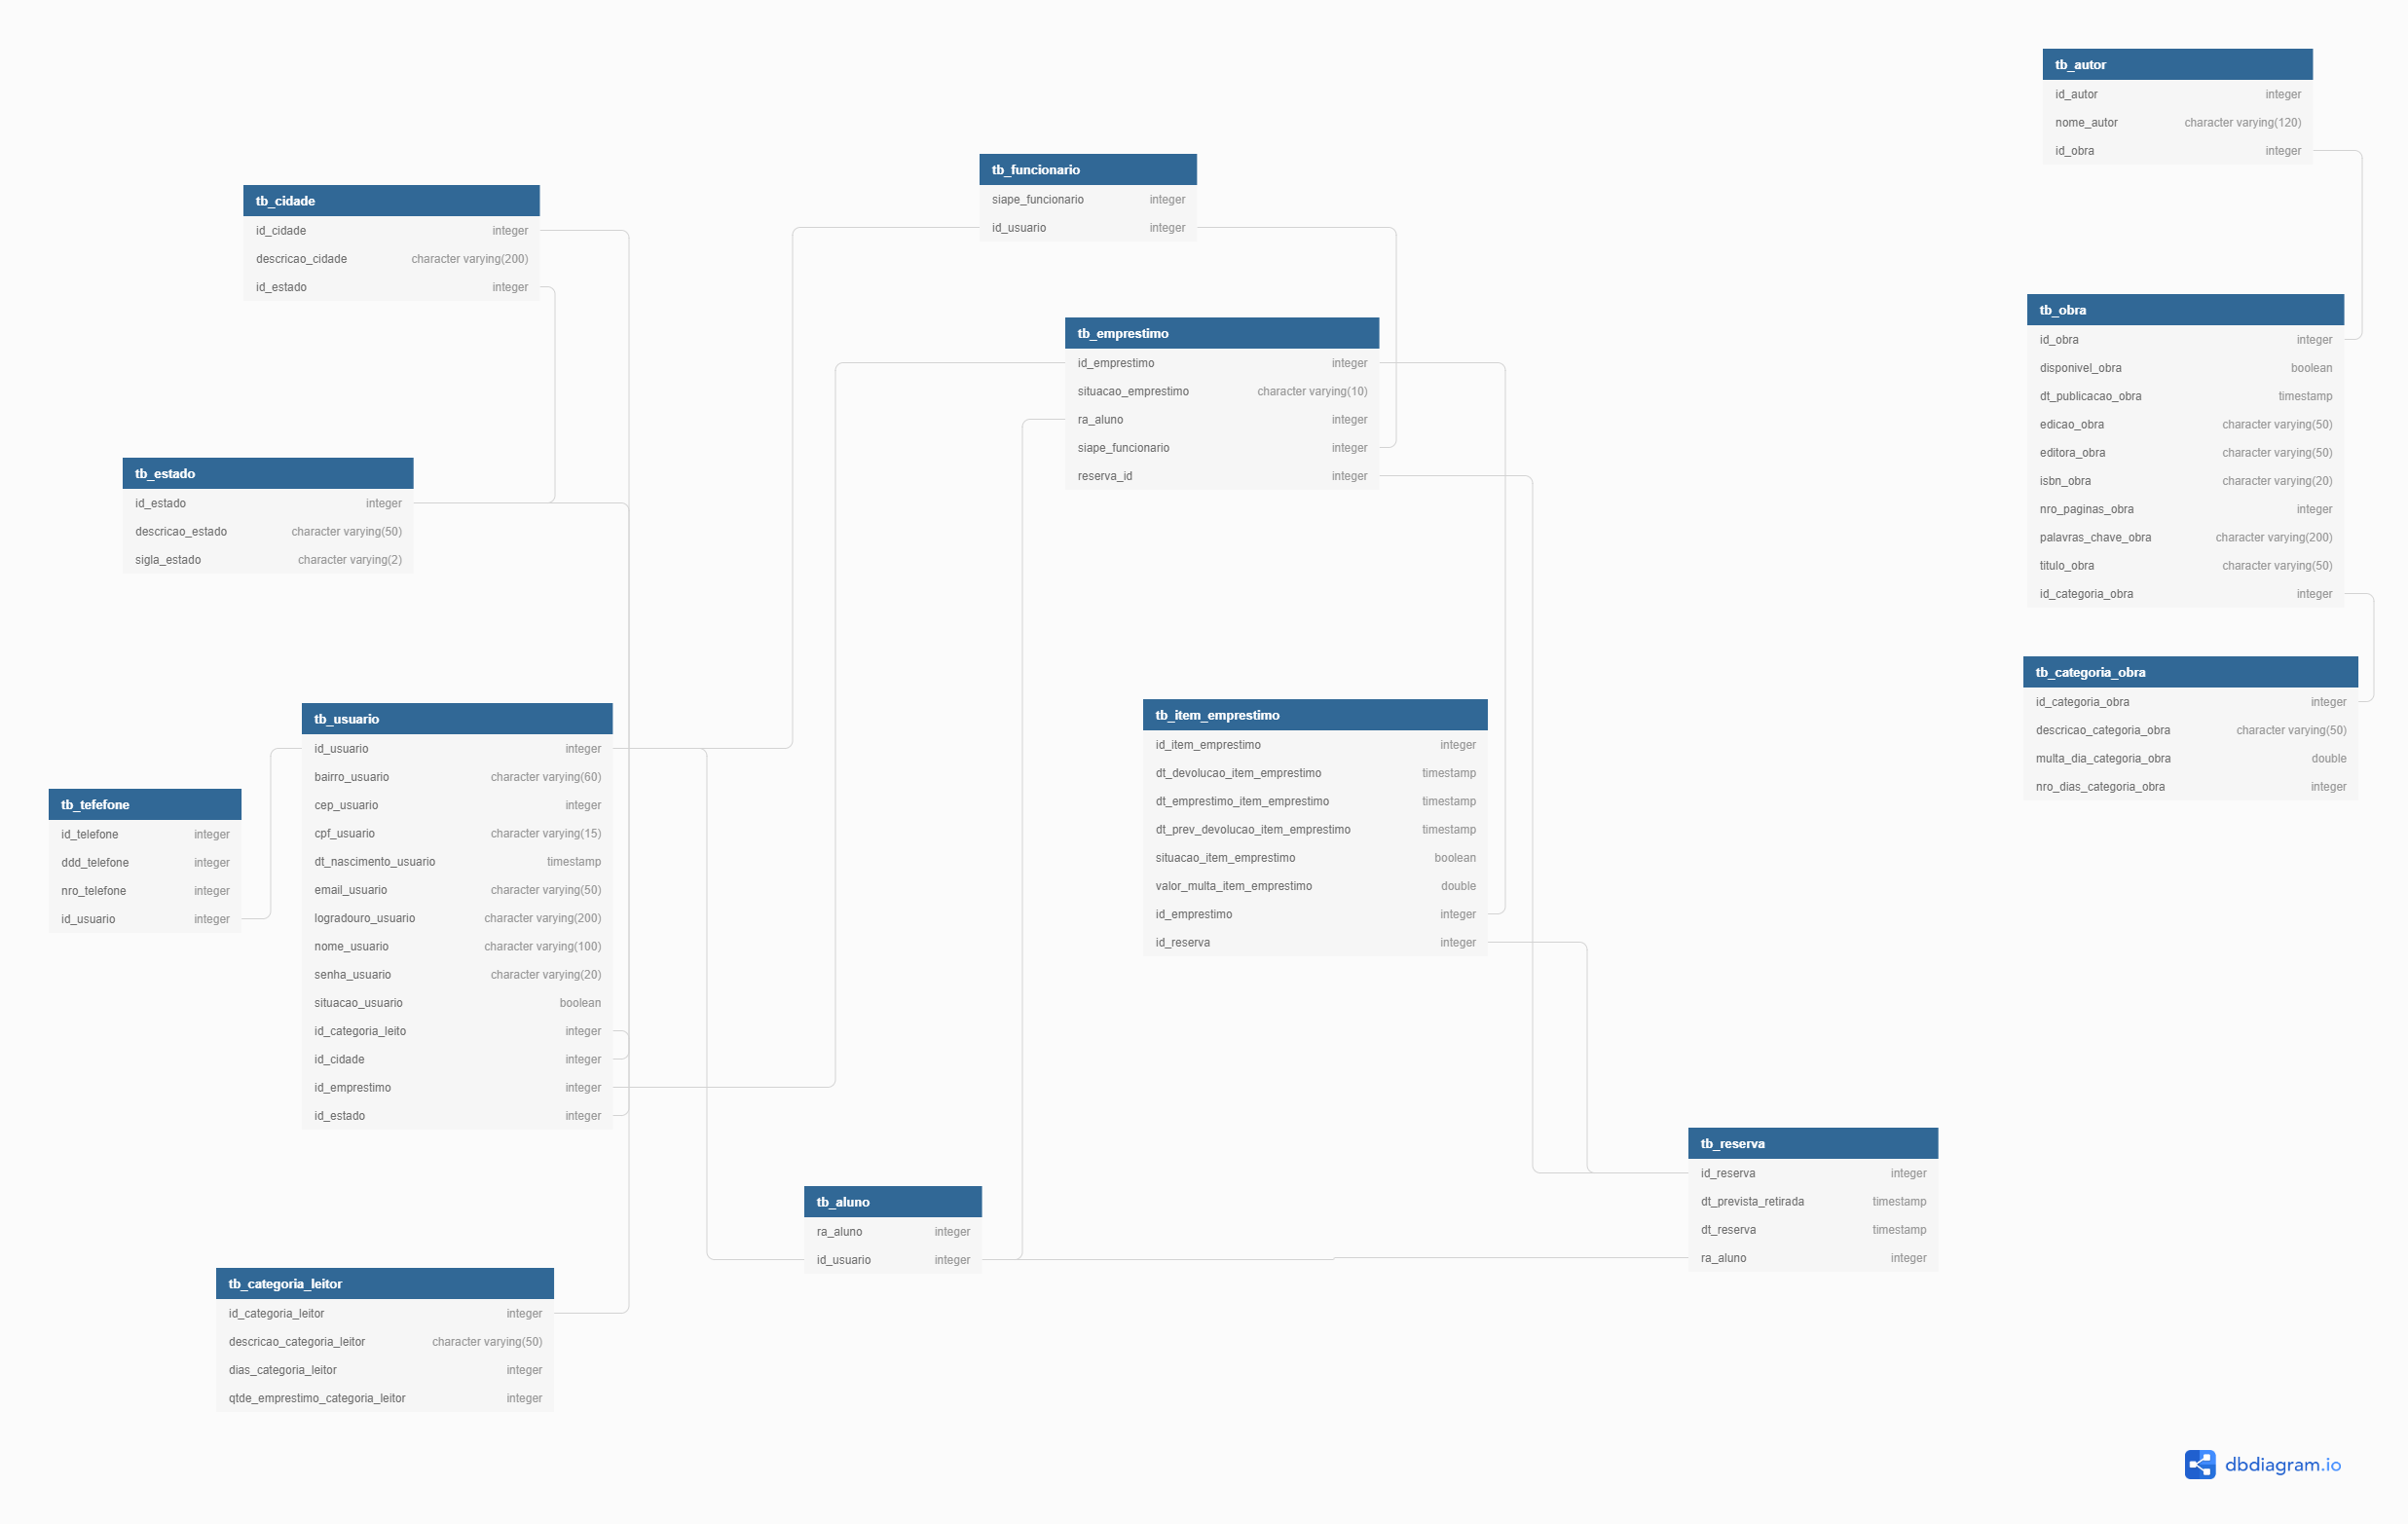 tb_autor
id_autor integer
nome_autor character varying(120)
id_obra integer
tb_funcionario
siape_funcionario integer
id_usuario integer
tb_cidade
id_cidade integer
descricao_cidade character varying(200)
id_estado integer
tb_emprestimo
id_emprestimo integer
situacao_emprestimo character varying(10)
ra_aluno integer
siape_funcionario integer
reserva_id integer
tb_obra
id_obra integer
disponivel_obra boolean
dt_publicacao_obra timestamp
edicao_obra character varying(50)
editora_obra character varying(50)
isbn_obra character varying(20)
nro_paginas_obra integer
palavras_chave_obra character varying(200)
titulo_obra character varying(50)
id_categoria_obra integer
tb_estado
id_estado integer
descricao_estado character varying(50)
sigla_estado character varying(2)
tb_categoria_obra
id_categoria_obra integer
descricao_categoria_obra character varying(50)
multa_dia_categoria_obra double
nro_dias_categoria_obra integer
tb_usuario
id_usuario integer
bairro_usuario character varying(60)
cep_usuario integer
cpf_usuario character varying(15)
dt_nascimento_usuario timestamp
email_usuario character varying(50)
logradouro_usuario character varying(200)
nome_usuario character varying(100)
senha_usuario character varying(20)
situacao_usuario boolean
id_categoria_leito integer
id_cidade integer
id_emprestimo integer
id_estado integer
tb_item_emprestimo
id_item_emprestimo integer
dt_devolucao_item_emprestimo timestamp
dt_emprestimo_item_emprestimo timestamp
dt_prev_devolucao_item_emprestimo timestamp
situacao_item_emprestimo boolean
valor_multa_item_emprestimo double
id_emprestimo integer
id_reserva integer
tb_tefefone
id_telefone integer
ddd_telefone integer
nro_telefone integer
id_usuario integer
tb_reserva
id_reserva integer
dt_prevista_retirada timestamp
dt_reserva timestamp
ra_aluno integer
tb_aluno
ra_aluno integer
id_usuario integer
tb_categoria_leitor
id_categoria_leitor integer
descricao_categoria_leitor character varying(50)
dias_categoria_leitor integer
qtde_emprestimo_categoria_leitor integer
dbdiagram.io